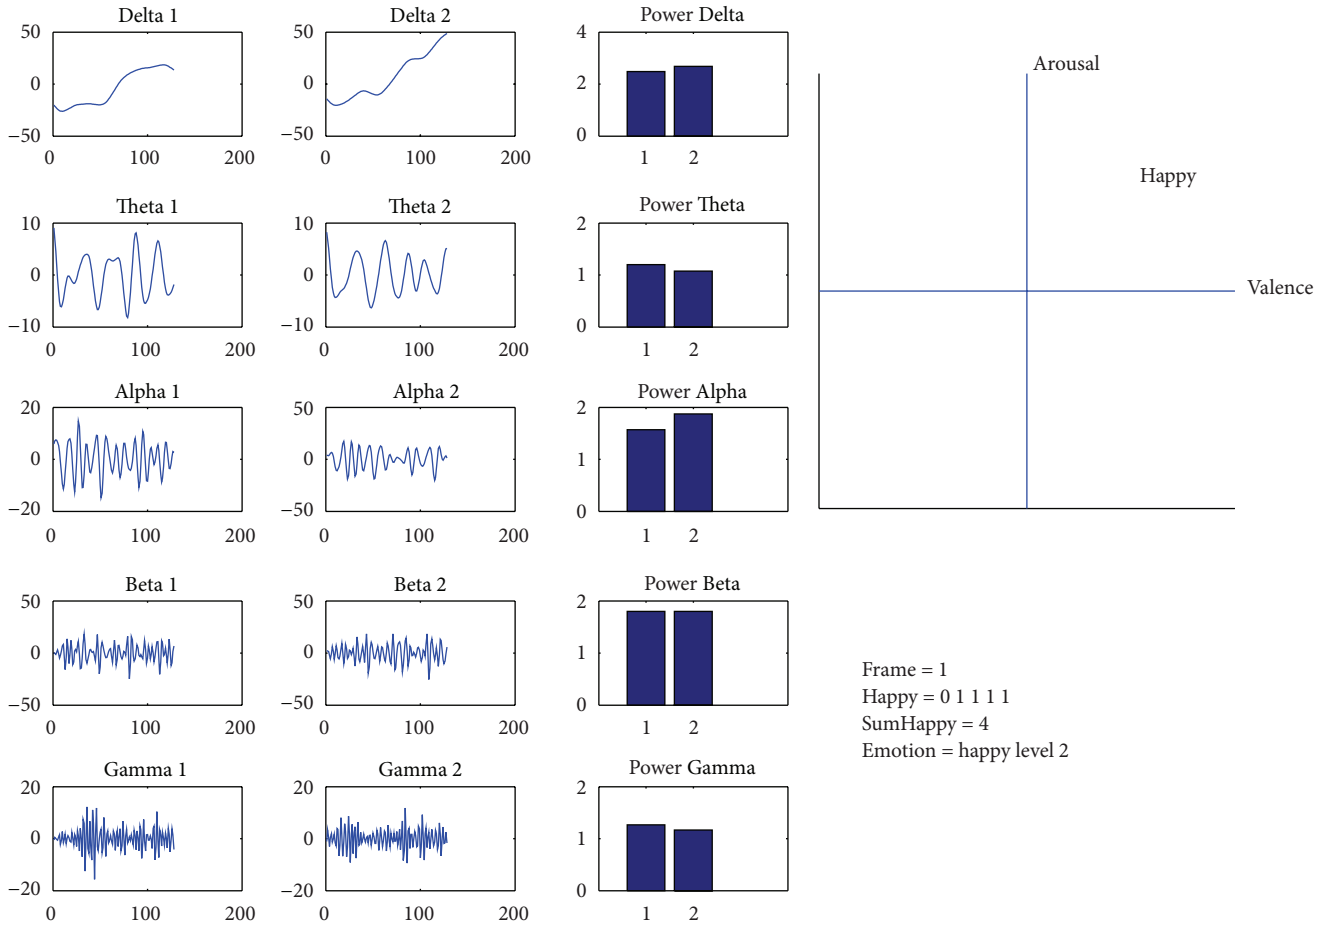 Delta 1
50
0
−50
0 100 200
Delta 2
50
0
−50
0 100 200
Power Delta
4
2
0
1 2
Theta 1
10
0
−10
0 100 200
Theta 2
10
0
−10
0 100 200
Power Theta
2
1
0
1 2
Alpha 1
20
0
−20
0 100 200
Alpha 2
50
0
−50
0 100 200
Power Alpha
2
1
0
1 2
Beta 1
50
0
−50
0 100 200
Beta 2
50
0
−50
0 100 200
Power Beta
2
1
0
1 2
Gamma 1
20
0
−20
0 100 200
Gamma 2
20
0
−20
0 100 200
Power Gamma
2
1
0
1 2
Arousal
Happy
Valence
Frame = 1
Happy = 0 1 1 1 1
SumHappy = 4
Emotion = happy level 2